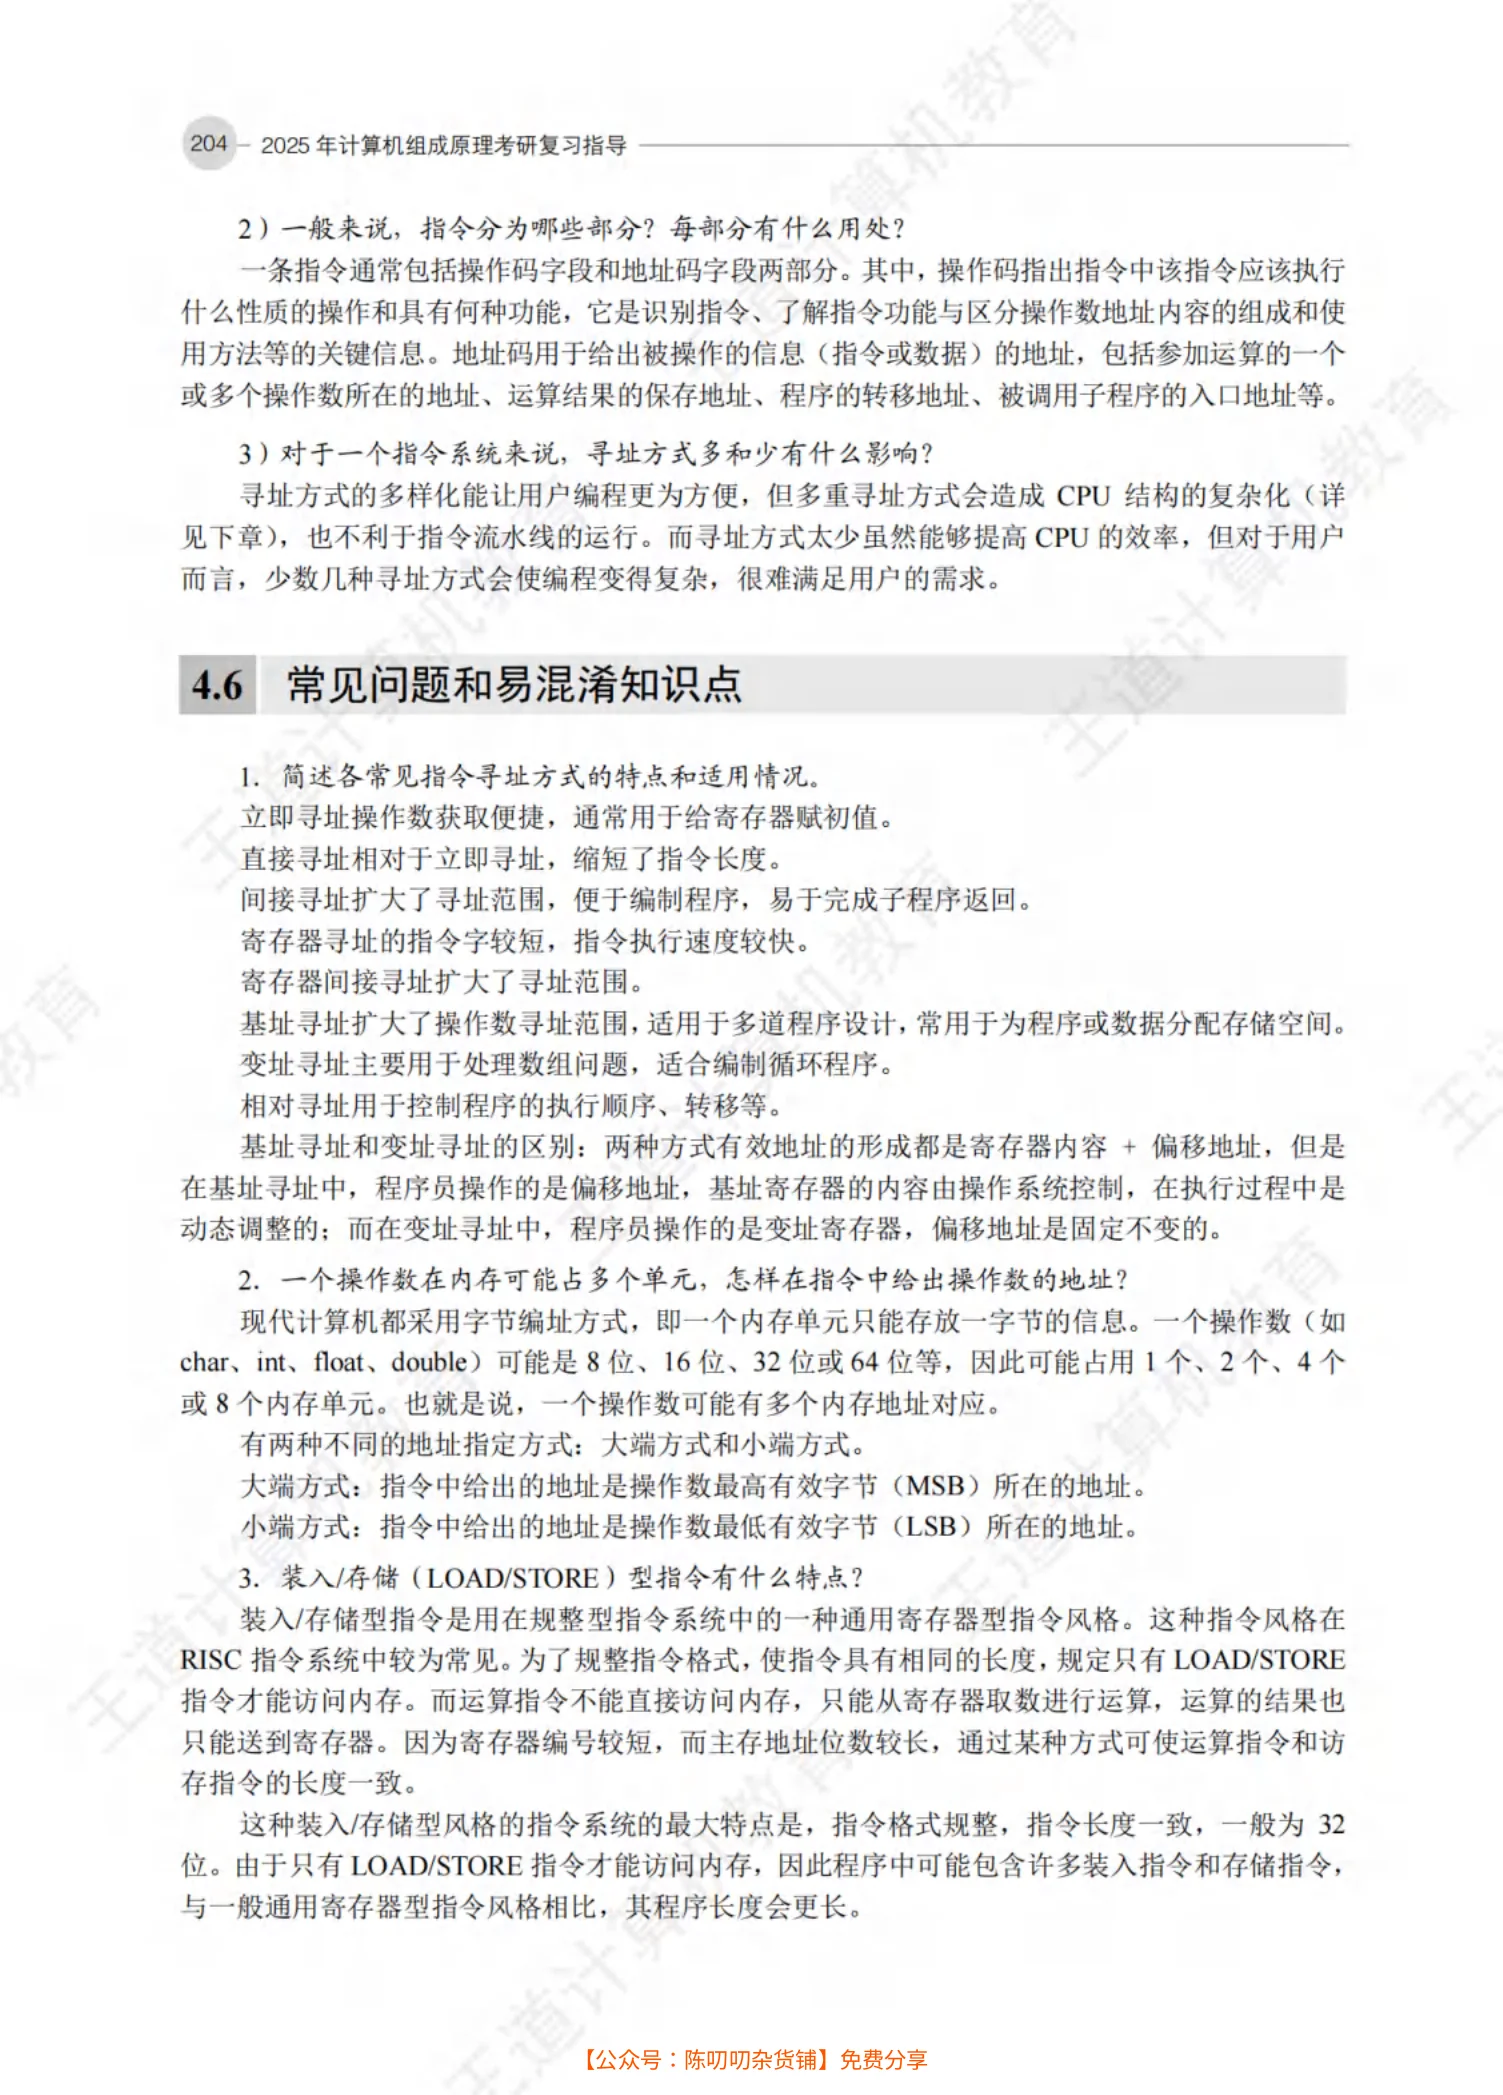 204 2025 年计算机组成原理考研复习指导
2）一般来说，指令分为哪些部分？每部分有什么用处？
一条指令通常包括操作码字段和地址码字段两部分。其中，操作码指出指令中该指令应该执行
什么性质的操作和具有何种功能，它是识别指令、了解指令功能与区分操作数地址内容的组成和使
用方法等的关键信息。地址码用于给出被操作的信息（指令或数据）的地址，包括参加运算的一个
或多个操作数所在的地址、运算结果的保存地址、程序的转移地址、被调用子程序的入口地址等。
3）对于一个指令系统来说，寻址方式多和少有什么影响？
寻址方式的多样化能让用户编程更为方便，但多重寻址方式会造成 CPU 结构的复杂化（详
见下章），也不利于指令流水线的运行。而寻址方式太少虽然能够提高 CPU 的效率，但对于用户
而言，少数几种寻址方式会使编程变得复杂，很难满足用户的需求。
4.6 常见问题和易混淆知识点
1．简述各常见指令寻址方式的特点和适用情况。
立即寻址操作数获取便捷，通常用于给寄存器赋初值。
直接寻址相对于立即寻址，缩短了指令长度。
间接寻址扩大了寻址范围，便于编制程序，易于完成子程序返回。
寄存器寻址的指令字较短，指令执行速度较快。
寄存器间接寻址扩大了寻址范围。
基址寻址扩大了操作数寻址范围，适用于多道程序设计，常用于为程序或数据分配存储空间。
变址寻址主要用于处理数组问题，适合编制循环程序。
相对寻址用于控制程序的执行顺序、转移等。
基址寻址和变址寻址的区别：两种方式有效地址的形成都是寄存器内容 + 偏移地址，但是
在基址寻址中，程序员操作的是偏移地址，基址寄存器的内容由操作系统控制，在执行过程中是
动态调整的；而在变址寻址中，程序员操作的是变址寄存器，偏移地址是固定不变的。
2．一个操作数在内存可能占多个单元，怎样在指令中给出操作数的地址？
现代计算机都采用字节编址方式，即一个内存单元只能存放一字节的信息。一个操作数（如
char、int、float、double）可能是 8 位、16 位、32 位或 64 位等，因此可能占用 1 个、2 个、4 个
或 8 个内存单元。也就是说，一个操作数可能有多个内存地址对应。
有两种不同的地址指定方式：大端方式和小端方式。
大端方式：指令中给出的地址是操作数最高有效字节（MSB）所在的地址。
小端方式：指令中给出的地址是操作数最低有效字节（LSB）所在的地址。
3．装入/存储（LOAD/STORE）型指令有什么特点？
装入/存储型指令是用在规整型指令系统中的一种通用寄存器型指令风格。这种指令风格在
RISC 指令系统中较为常见。为了规整指令格式，使指令具有相同的长度，规定只有 LOAD/STORE
指令才能访问内存。而运算指令不能直接访问内存，只能从寄存器取数进行运算，运算的结果也
只能送到寄存器。因为寄存器编号较短，而主存地址位数较长，通过某种方式可使运算指令和访
存指令的长度一致。
这种装入/存储型风格的指令系统的最大特点是，指令格式规整，指令长度一致，一般为 32
位。由于只有 LOAD/STORE 指令才能访问内存，因此程序中可能包含许多装入指令和存储指令，
与一般通用寄存器型指令风格相比，其程序长度会更长。
【公众号：陈叨叨杂货铺】免费分享
王道计算机教育
王道计算机教育
王道计算机教育
王道计算机教育
王道计算机教育
王道计算机教育
王道计算机教育